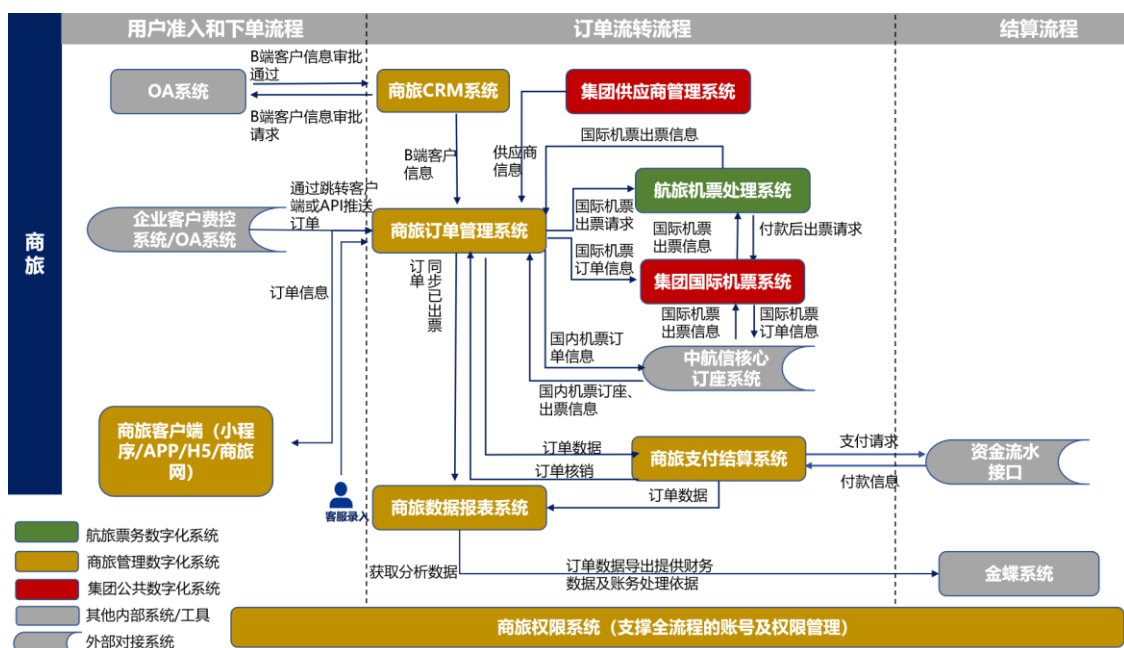 用户准入和下单流程
订单流转流程
结算流程
商
旅
B端客户信息审批
通过
OA系统
B端客户信息审批
请求
商旅CRM系统
集团供应商管理系统
B端客户
信息
供应商
信息
国际机票出票信息
航旅机票处理系统
通过跳转客户
端或API推送
订单
企业客户费控
系统/OA系统
商旅订单管理系统
国际机票
出票请求
国际机票
出票信息
付款后出票请求
国际机票
订单信息
集团国际机票系统
订单信息
同步已出票
订单
国际机票
出票信息
国际机票
订单信息
国内机票订
单信息
中航信核心
订座系统
国内机票订座、
出票信息
商旅客户端（小程
序/APP/H5/商旅
网）
订单数据
订单核销
商旅支付结算系统
支付请求
付款信息
资金流水
接口
订单数据
客服录入
商旅数据报表系统
获取分析数据
订单数据导出提供财务
数据及账务处理依据
金蝶系统
航旅票务数字化系统
商旅管理数字化系统
集团公共数字化系统
其他内部系统/工具
外部对接系统
商旅权限系统（支撑全流程的账号及权限管理）